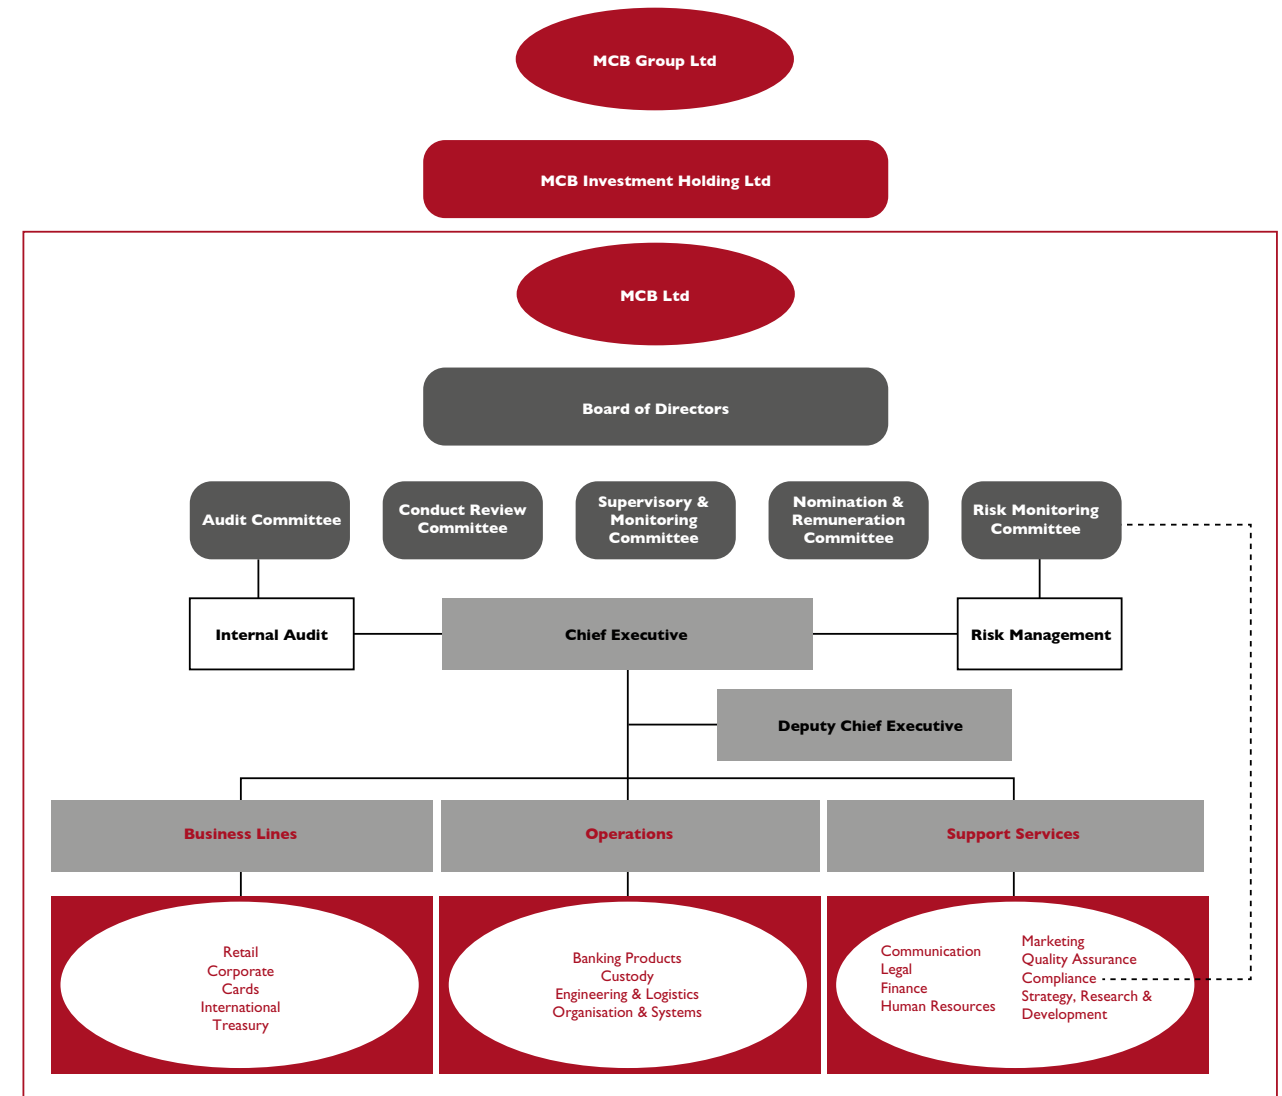 MCB Group Ltd
MCB Investment Holding Ltd
MCB Ltd
Board of Directors
Audit Committee
Conduct Review
Committee
Supervisory &
Monitoring
Committee
Nomination &
Remuneration
Committee
Risk Monitoring
Committee
Internal Audit
Chief Executive
Risk Management
Deputy Chief Executive
Business Lines
Operations
Support Services
Retail
Corporate
Cards
International
Treasury
Banking Products
Custody
Engineering & Logistics
Organisation & Systems
Communication
Legal
Finance
Human Resources
Marketing
Quality Assurance
Compliance
Strategy, Research &
Development